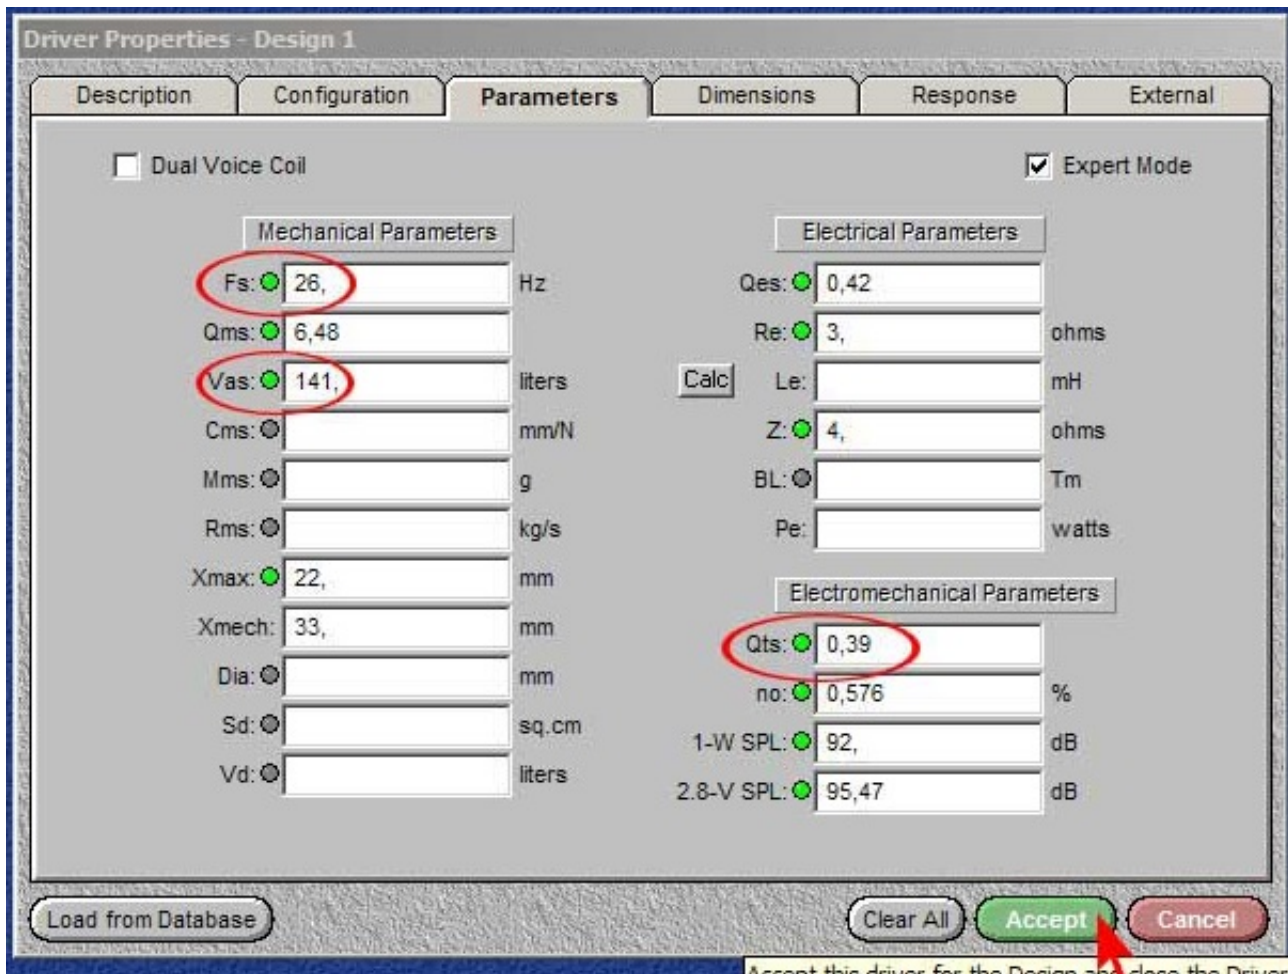 Driver Properties - Design 1
Description Configuration Parameters Dimensions Response External
Dual Voice Coil Expert Mode
Mechanical Parameters
Fs: 26, Hz
Qms: 6,48
Vas: 141, liters
Cms: mm/N
Mms: g
Rms: kg/s
Xmax: 22, mm
Xmech: 33, mm
Dia: mm
Sd: sq.cm
Vd: liters
Electrical Parameters
Qes: 0,42
Re: 3, ohms
Calc Le: mH
Z: 4, ohms
BL: Tm
Pe: watts
Electromechanical Parameters
Qts: 0,39
no: 0,576 %
1-W SPL: 92, dB
2.8-V SPL: 95,47 dB
Load from Database Clear All Accept Cancel
Accept this driver for the Design and close the Driver